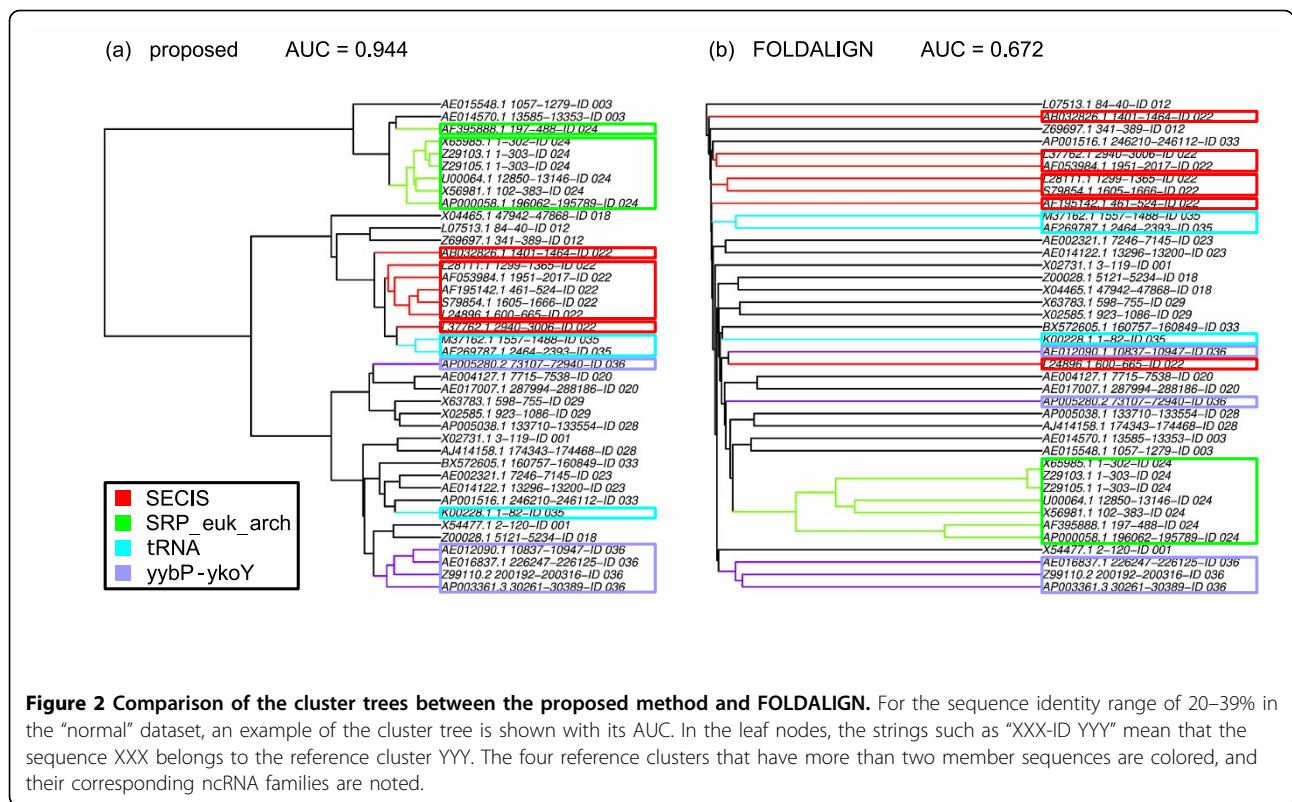 (a) proposed AUC = 0.944
AE015548.1 1057-1279-ID 003
AE014570.1 13585-13353-ID 003
AF395888.1 197-488-ID 024
X65985.1 1-302-ID 024
Z29103.1 1-303-ID 024
Z29105.1 1-303-ID 024
U00064.1 12850-13146-ID 024
X56981.1 102-383-ID 024
AP000058.1 196062-195789-ID 024
X04465.1 47942-47868-ID 018
L07513.1 84-40-ID 012
Z69697.1 341-389-ID 012
AB032826.1 1401-1464-ID 022
L28111.1 1299-1365-ID 022
AF053984.1 1951-2017-ID 022
AF195142.1 461-524-ID 022
S79854.1 1605-1666-ID 022
L24896.1 600-665-ID 022
L37762.1 2940-3006-ID 022
M37162.1 1557-1488-ID 035
AF269787.1 2464-2393-ID 035
AP005280.2 73107-72940-ID 036
AE004127.1 7715-7538-ID 020
AE017007.1 287994-288186-ID 020
X63783.1 598-755-ID 029
X02585.1 923-1086-ID 029
AP005038.1 133710-133554-ID 028
X02731.1 3-119-ID 001
AJ414158.1 174343-174468-ID 028
BX572605.1 160757-160849-ID 033
AE002321.1 7246-7145-ID 023
AE014122.1 13296-13200-ID 023
AP001516.1 246210-246112-ID 033
K00228.1 1-82-ID 035
X54477.1 2-120-ID 001
Z00028.1 5121-5234-ID 018
AE012090.1 10837-10947-ID 036
AE016837.1 226247-226125-ID 036
Z99110.2 200192-200316-ID 036
AP003361.3 30261-30389-ID 036
SECIS
SRP_euk_arch
tRNA
yybP-ykoY
(b) FOLDALIGN AUC = 0.672
L07513.1 84-40-ID 012
AB032826.1 1401-1464-ID 022
Z69697.1 341-389-ID 012
AP001516.1 246210-246112-ID 033
L37762.1 2940-3006-ID 022
AF053984.1 1951-2017-ID 022
L28111.1 1299-1365-ID 022
S79854.1 1605-1666-ID 022
AF195142.1 461-524-ID 022
M37162.1 1557-1488-ID 035
AF269787.1 2464-2393-ID 035
AE002321.1 7246-7145-ID 023
AE014122.1 13296-13200-ID 023
X02731.1 3-119-ID 001
Z00028.1 5121-5234-ID 018
X04465.1 47942-47868-ID 018
X63783.1 598-755-ID 029
X02585.1 923-1086-ID 029
BX572605.1 160757-160849-ID 033
K00228.1 1-82-ID 035
AE012090.1 10837-10947-ID 036
L24896.1 600-665-ID 022
AE004127.1 7715-7538-ID 020
AE017007.1 287994-288186-ID 020
AP005280.2 73107-72940-ID 036
AP005038.1 133710-133554-ID 028
AJ414158.1 174343-174468-ID 028
AE014570.1 13585-13353-ID 003
AE015548.1 1057-1279-ID 003
X65985.1 1-302-ID 024
Z29103.1 1-303-ID 024
Z29105.1 1-303-ID 024
U00064.1 12850-13146-ID 024
X56981.1 102-383-ID 024
AF395888.1 197-488-ID 024
AP000058.1 196062-195789-ID 024
X54477.1 2-120-ID 001
AE016837.1 226247-226125-ID 036
Z99110.2 200192-200316-ID 036
AP003361.3 30261-30389-ID 036
Figure 2 Comparison of the cluster trees between the proposed method and FOLDALIGN. For the sequence identity range of 20–39% in
the “normal” dataset, an example of the cluster tree is shown with its AUC. In the leaf nodes, the strings such as “XXX-ID YYY” mean that the
sequence XXX belongs to the reference cluster YYY. The four reference clusters that have more than two member sequences are colored, and
their corresponding ncRNA families are noted.